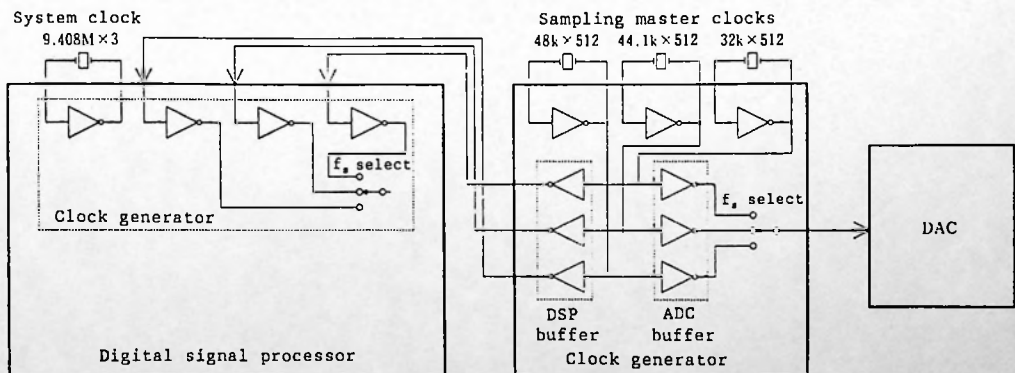 System clock
9.408M×3
Sampling master clocks
48k×512
44.1k×512
32k×512
fs select
Clock generator
Digital signal processor
fs select
DSP
buffer
ADC
buffer
Clock generator
DAC